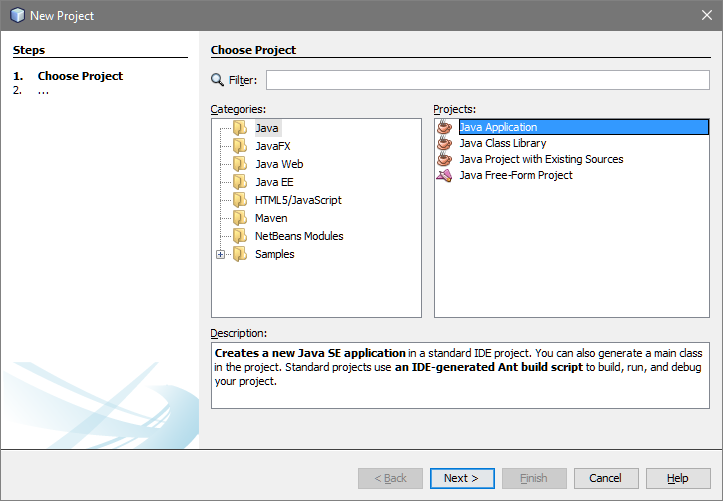 New Project
Steps
1. Choose Project
2. ...
Choose Project
Filter:
Categories:
Java
JavaFX
Java Web
Java EE
HTML5/JavaScript
Maven
NetBeans Modules
Samples
Projects:
Java Application
Java Class Library
Java Project with Existing Sources
Java Free-Form Project
Description:
Creates a new Java SE application in a standard IDE project. You can also generate a main class
in the project. Standard projects use an IDE-generated Ant build script to build, run, and debug
your project.
< Back
Next >
Finish
Cancel
Help